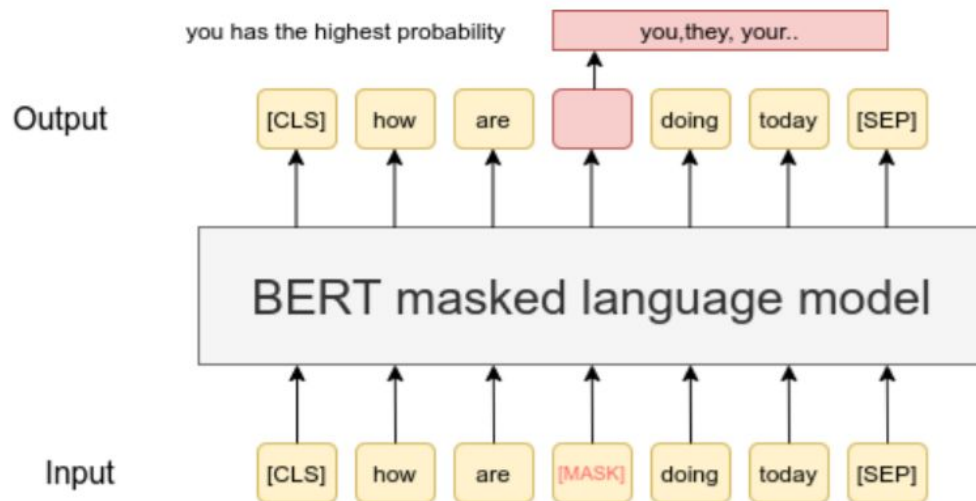 you has the highest probability you,they, your..
Output [CLS] how are doing today [SEP]
BERT masked language model
Input [CLS] how are [MASK] doing today [SEP]